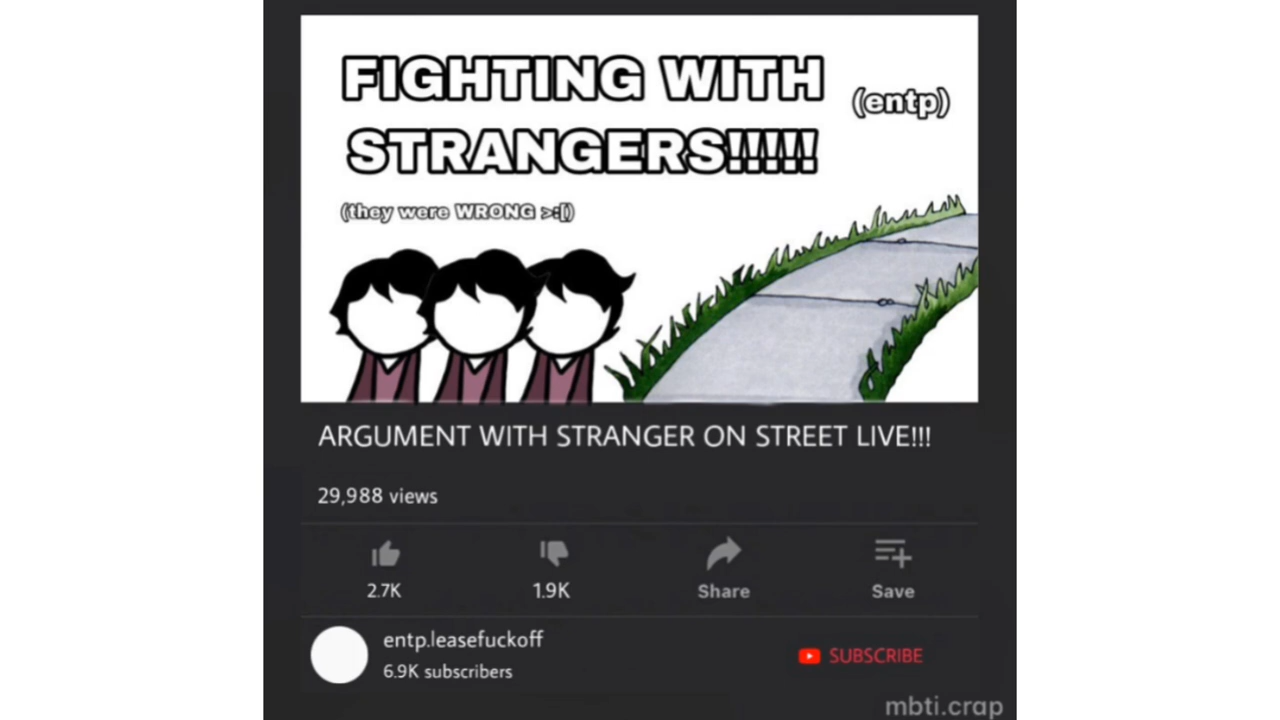 FIGHTING WITH
STRANGERS!!!!!!
(entp)
(they were WRONG >:[)
ARGUMENT WITH STRANGER ON STREET LIVE!!!
29,988 views
2.7K
1.9K
Share
Save
entp.leasefuckoff
6.9K subscribers
SUBSCRIBE
mbti.crap